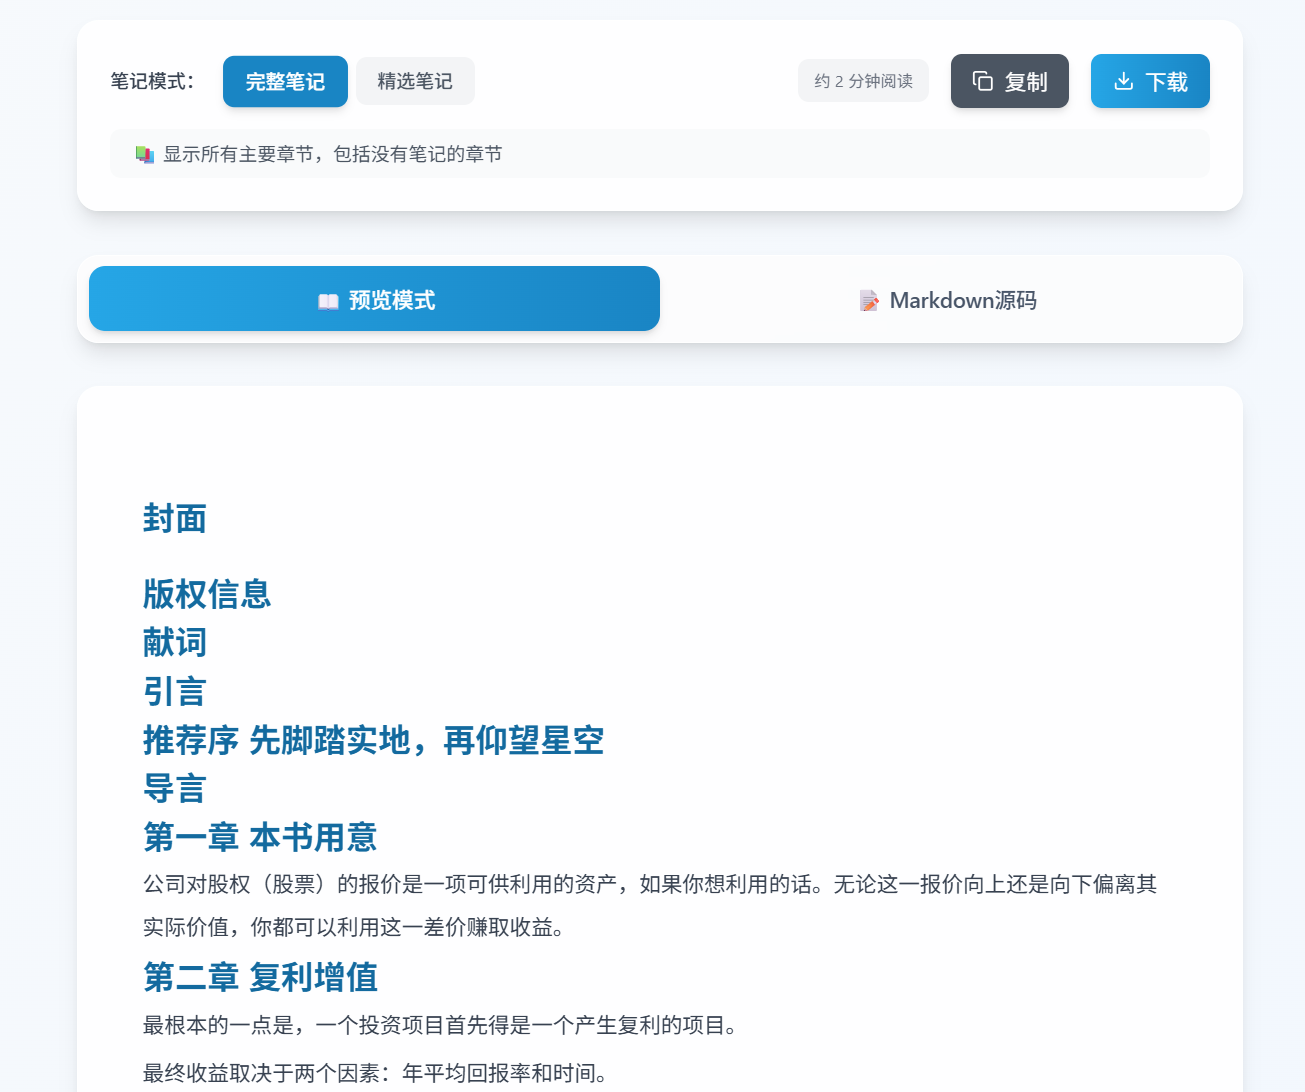 笔记模式：
完整笔记
精选笔记
约 2 分钟阅读
复制
下载
显示所有主要章节，包括没有笔记的章节
预览模式
Markdown源码
封面
版权信息
献词
引言
推荐序 先脚踏实地，再仰望星空
导言
第一章 本书用意
公司对股权（股票）的报价是一项可供利用的资产，如果你想利用的话。无论这一报价向上还是向下偏离其
实际价值，你都可以利用这一差价赚取收益。
第二章 复利增值
最根本的一点是，一个投资项目首先得是一个产生复利的项目。
最终收益取决于两个因素：年平均回报率和时间。